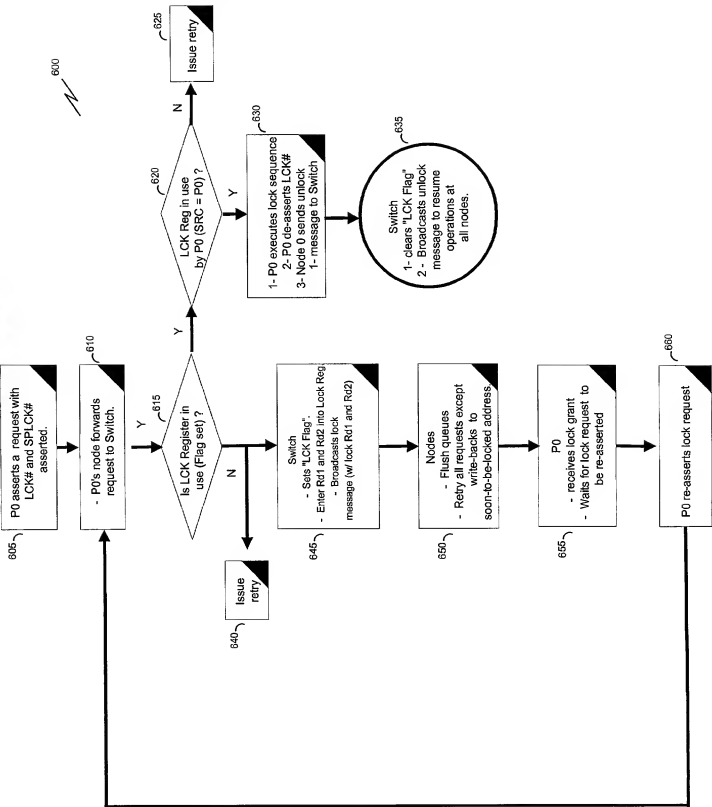 600
P0 asserts a request with
LCK# and SPLCK#
asserted.
605
- P0's node forwards
request to Switch.
610
Y
Is LCK Register in
use (Flag set) ?
615
Y
N
LCK Reg in use
by P0 (SRC = P0) ?
620
N
Issue retry
625
Y
1- P0 executes lock sequence
2- P0 de-asserts LCK#
3- Node 0 sends unlock
1- message to Switch
630
Switch
1- clears "LCK Flag"
2 - Broadcasts unlock
message to resume
operations at
all nodes.
635
Issue
retry
640
Switch
- Sets "LCK Flag".
- Enter Rd1 and Rd2 into Lock Reg.
- Broadcasts lock
message (w/ lock Rd1 and Rd2)
645
Nodes
- Flush queues
- Retry all requests except
write-backs to
soon-to-be-locked address.
650
P0
- receives lock grant
- Waits for lock request to
be re-asserted
655
P0 re-asserts lock request
660